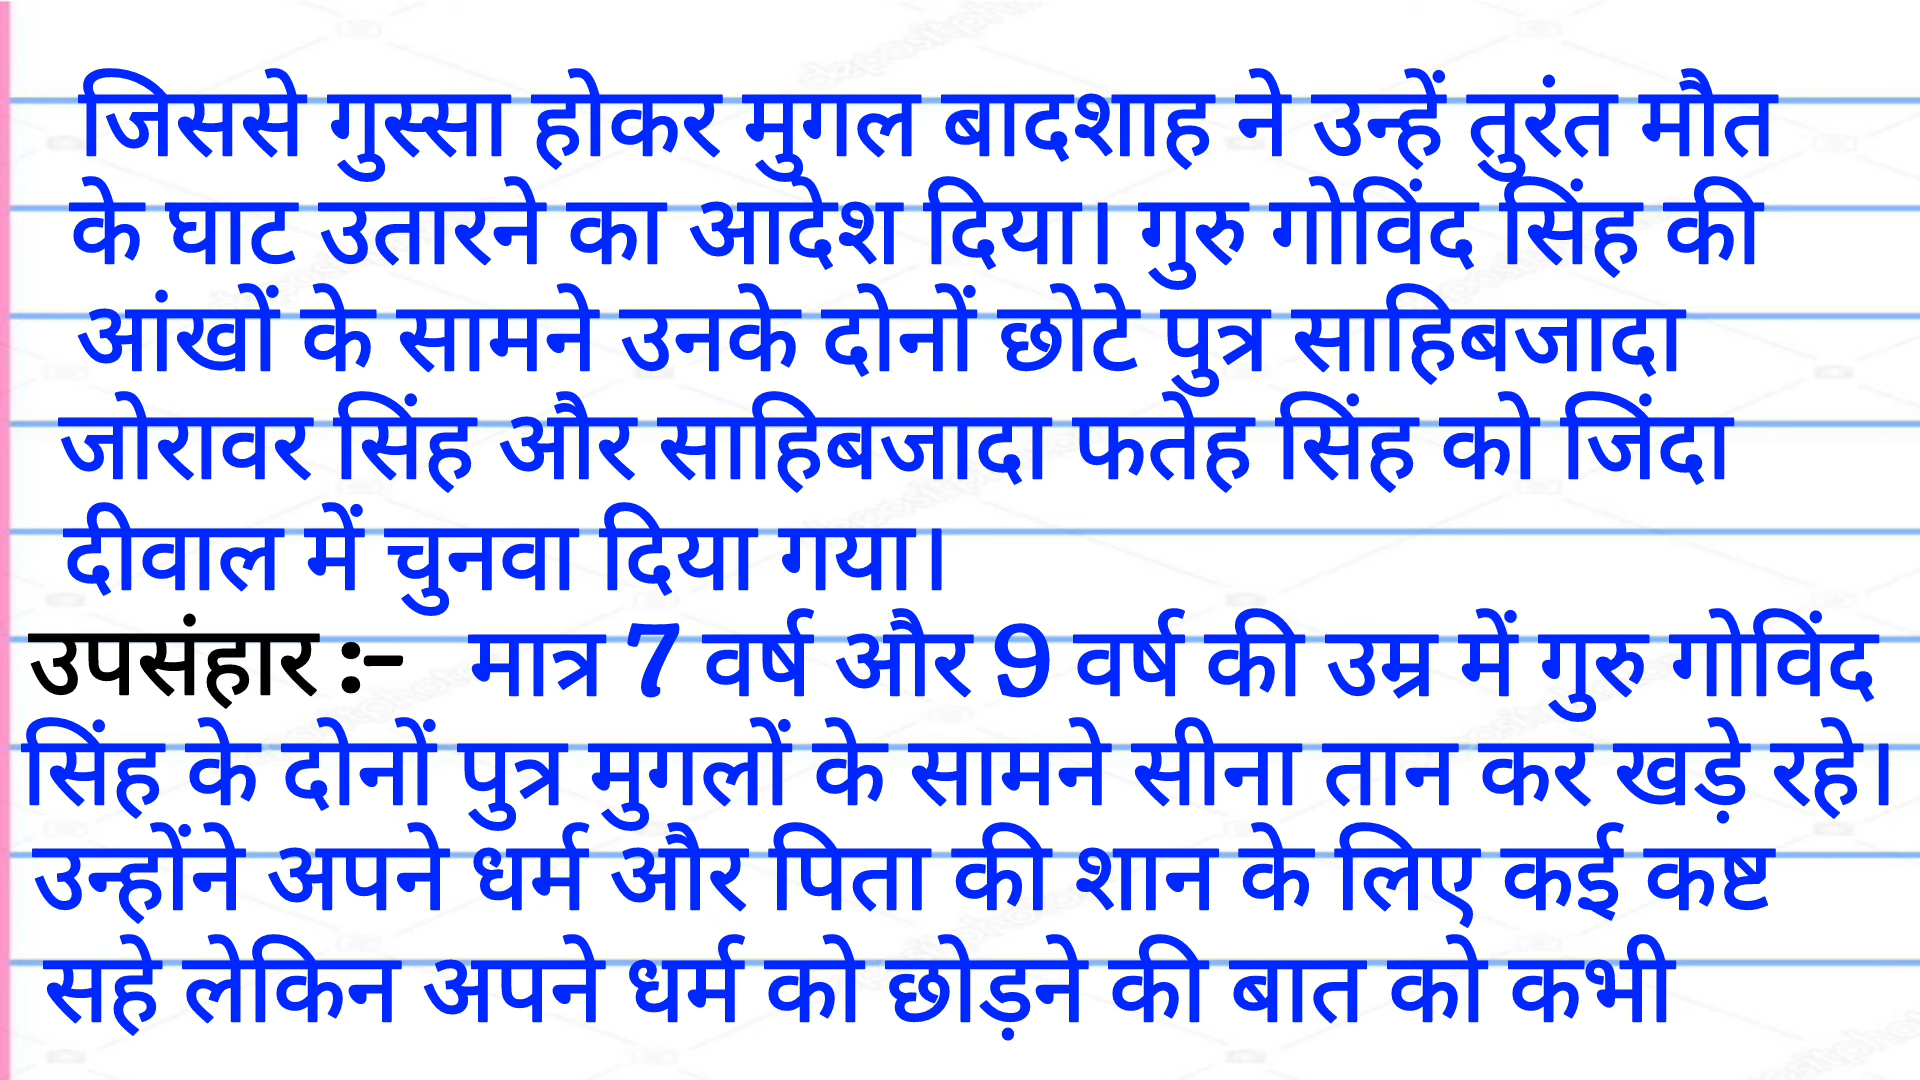 जिससे गुस्सा होकर मुगल बादशाह ने उन्हें तुरंत मौत
के घाट उतारने का आदेश दिया। गुरु गोविंद सिंह की
आंखों के सामने उनके दोनों छोटे पुत्र साहिबजादा
जोरावर सिंह और साहिबजादा फतेह सिंह को जिंदा
दीवाल में चुनवा दिया गया।
उपसंहार :- मात्र 7 वर्ष और 9 वर्ष की उम्र में गुरु गोविंद
सिंह के दोनों पुत्र मुगलों के सामने सीना तान कर खड़े रहे।
उन्होंने अपने धर्म और पिता की शान के लिए कई कष्ट
सहे लेकिन अपने धर्म को छोड़ने की बात को कभी